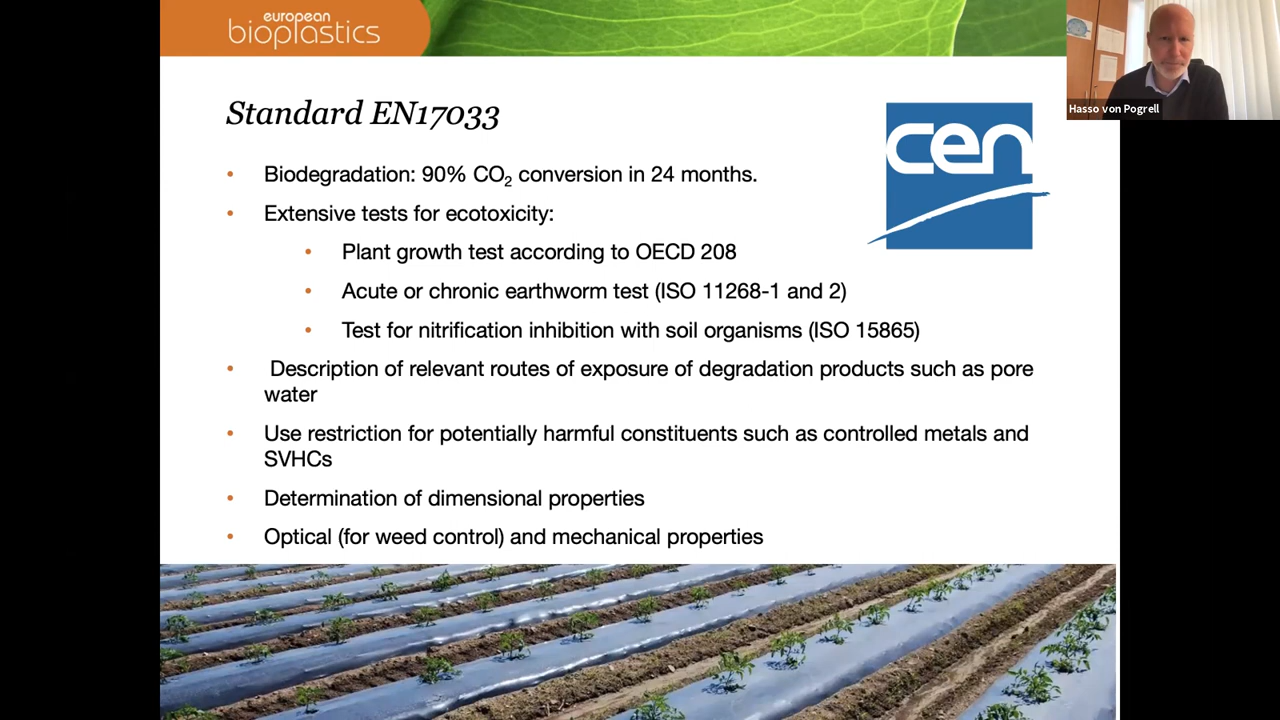 european
bioplastics
Hasso von Pogrell
Standard EN17033
cen
• Biodegradation: 90% CO₂ conversion in 24 months.
• Extensive tests for ecotoxicity:
• Plant growth test according to OECD 208
• Acute or chronic earthworm test (ISO 11268-1 and 2)
• Test for nitrification inhibition with soil organisms (ISO 15865)
• Description of relevant routes of exposure of degradation products such as pore
water
• Use restriction for potentially harmful constituents such as controlled metals and
SVHCs
• Determination of dimensional properties
• Optical (for weed control) and mechanical properties